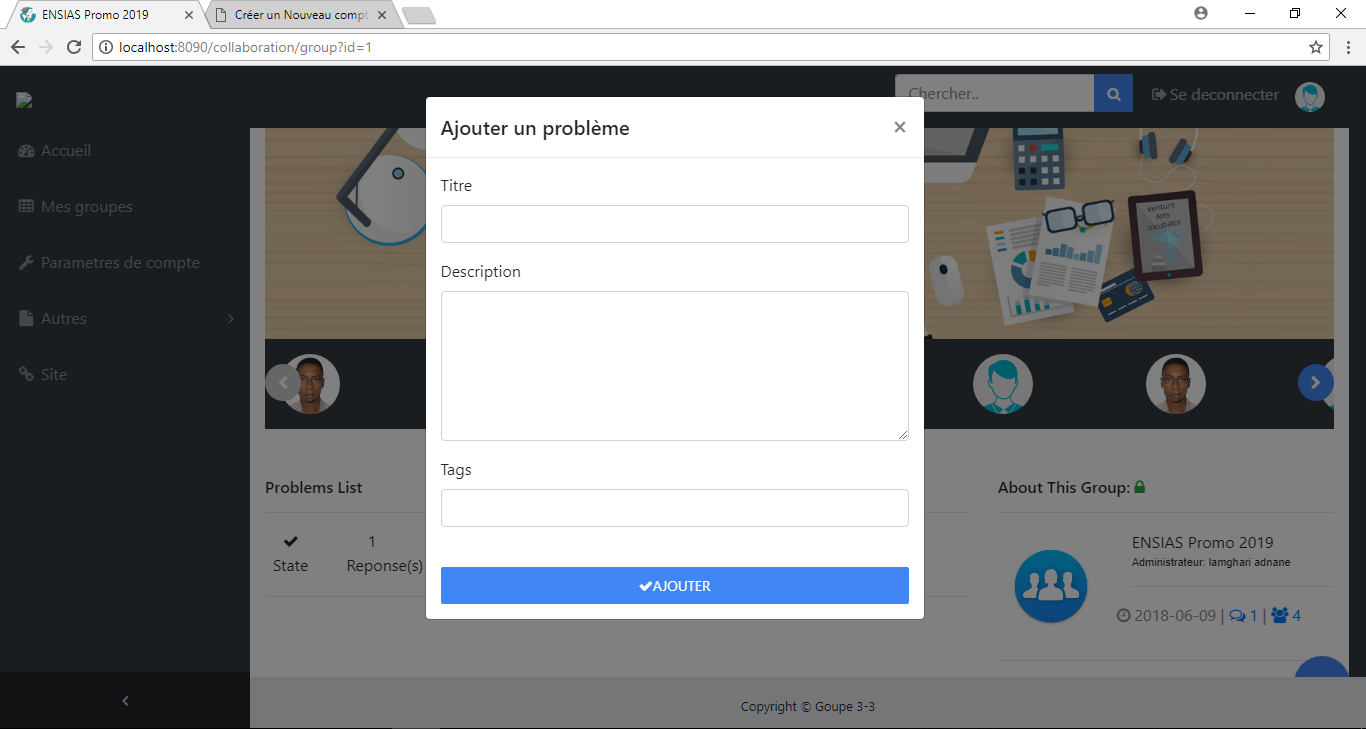 ENSIAS Promo 2019
Créer un Nouveau compt
localhost:8090/collaboration/group?id=1
Chercher..
Se deconnecter
Accueil
Mes groupes
Parametres de compte
Autres
Site
Ajouter un problème
Titre
Description
Tags
AJOUTER
Venture
Arts
Incubator
Problems List
1
State
Reponse(s)
About This Group:
ENSIAS Promo 2019
Administrateur: lamghari adnane
2018-06-09 | 1 | 4
Copyright © Goupe 3-3